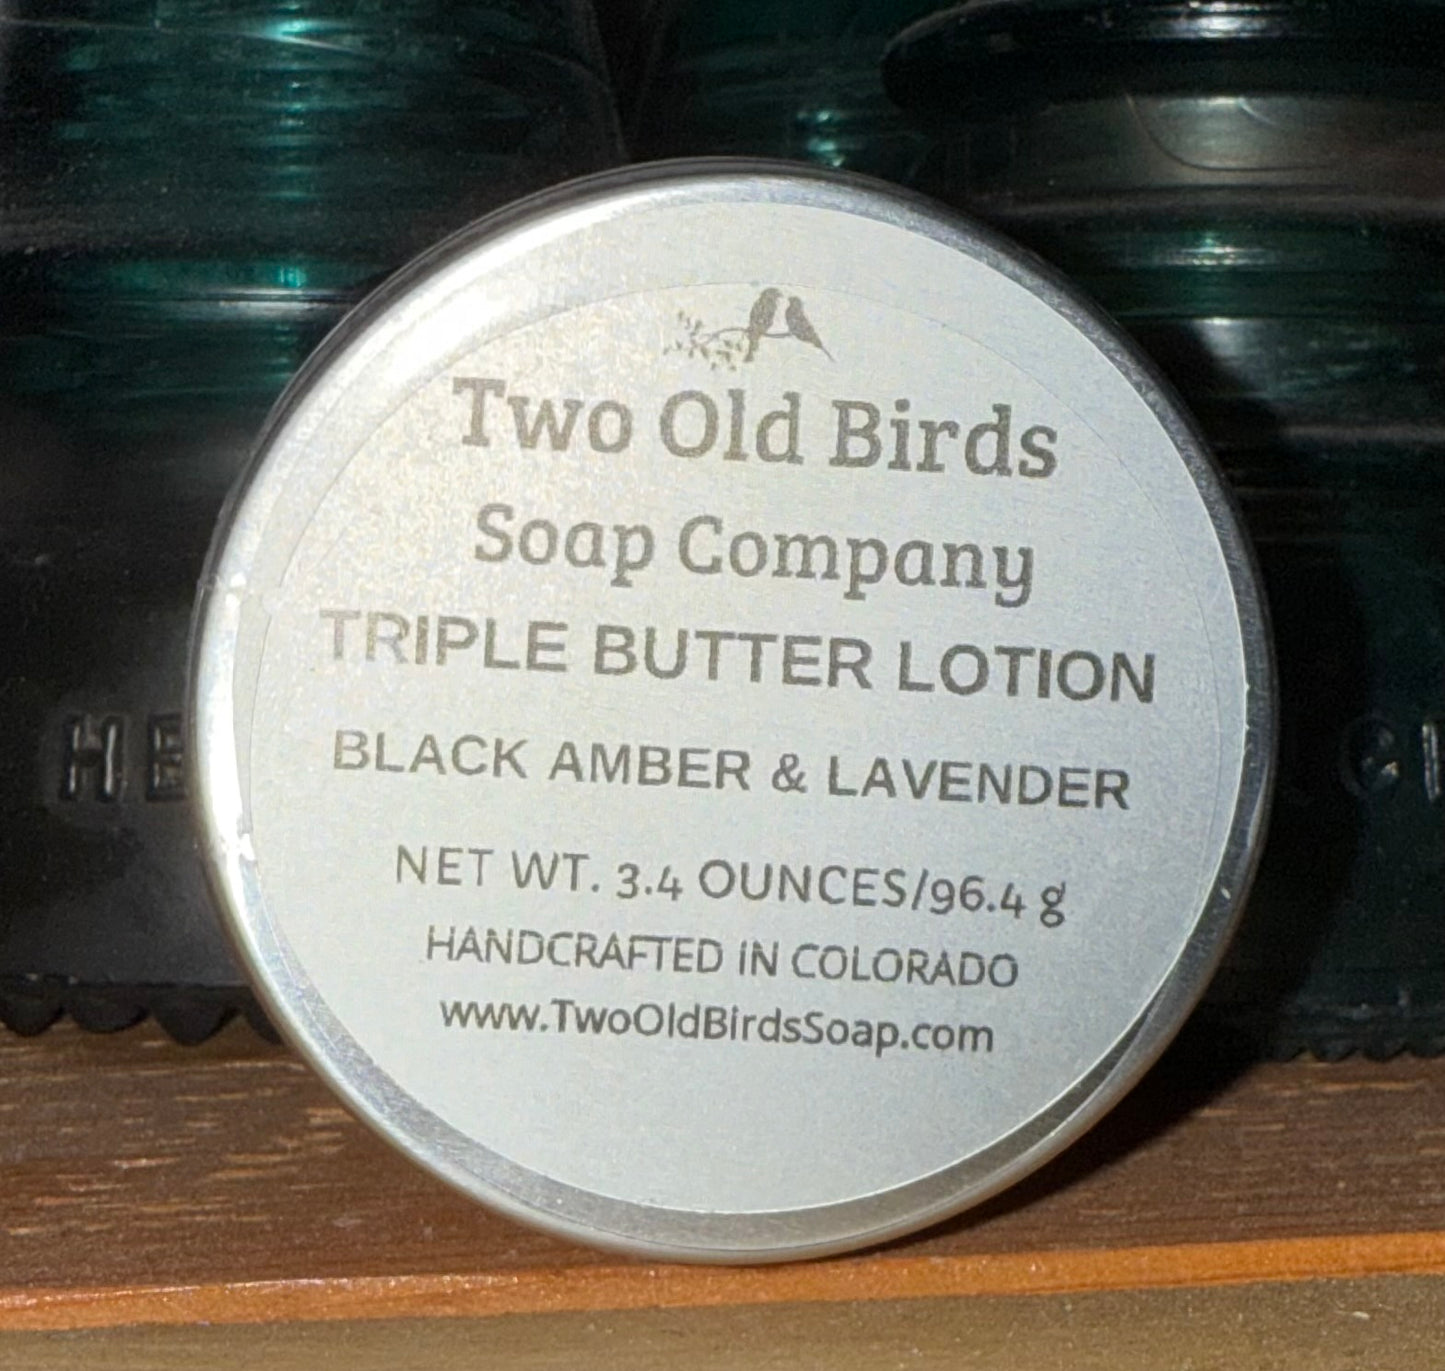 Two Old Birds
Soap Company
TRIPLE BUTTER LOTION
BLACK AMBER & LAVENDER
NET WT. 3.4 OUNCES/96.4 g
HANDCRAFTED IN COLORADO
www.TwoOldBirdsSoap.com